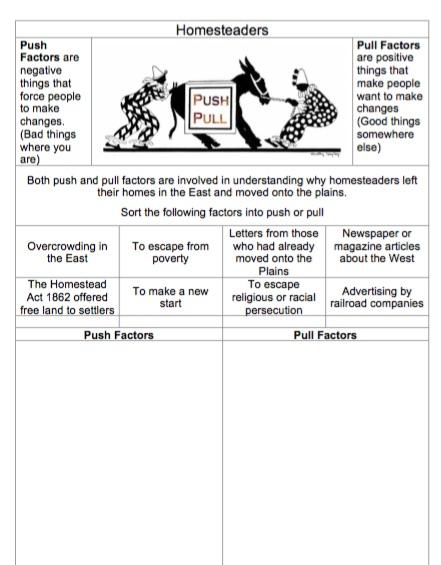 Homesteaders
Push
Factors are
negative
things that
force people
to make
changes.
(Bad things
where you
are)
PUSH
PULL
Pull Factors
are positive
things that
make people
want to make
changes
(Good things
somewhere
else)
Both push and pull factors are involved in understanding why homesteaders left
their homes in the East and moved onto the plains.
Sort the following factors into push or pull
Overcrowding in
the East
To escape from
poverty
Letters from those
who had already
moved onto the
Plains
Newspaper or
magazine articles
about the West
The Homestead
Act 1862 offered
free land to settlers
To make a new
start
To escape
religious or racial
persecution
Advertising by
railroad companies
Push Factors
Pull Factors